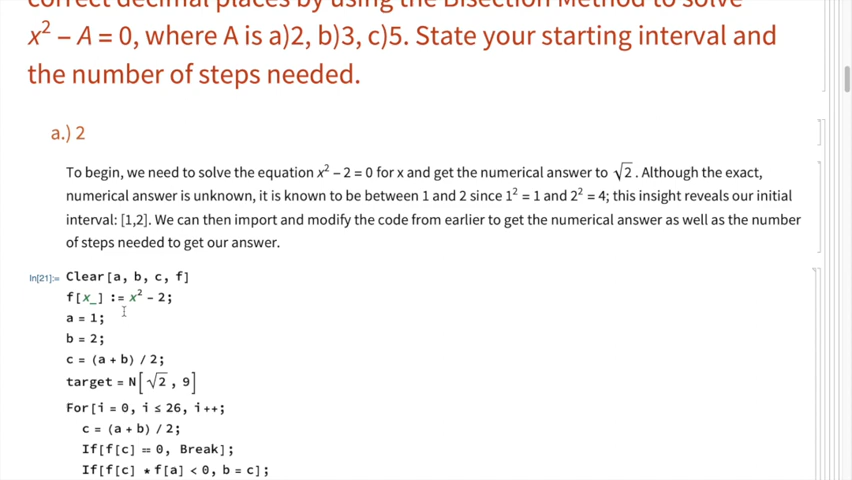 correct decimal places by using the Bisection Method to solve
x² – A = 0, where A is a)2, b)3, c)5. State your starting interval and
the number of steps needed.
a.) 2
To begin, we need to solve the equation x² – 2 = 0 for x and get the numerical answer to √2. Although the exact,
numerical answer is unknown, it is known to be between 1 and 2 since 1² = 1 and 2² = 4; this insight reveals our initial
interval: [1,2]. We can then import and modify the code from earlier to get the numerical answer as well as the number
of steps needed to get our answer.
In[21]:= Clear[a, b, c, f]
f[x_] := x² – 2;
a = 1;
b = 2;
c = (a + b) / 2;
target = N[√2, 9]
For[i = 0, i ≤ 26, i++;
c = (a + b) / 2;
If[f[c] == 0, Break];
If[f[c] * f[a] < 0, b = c];